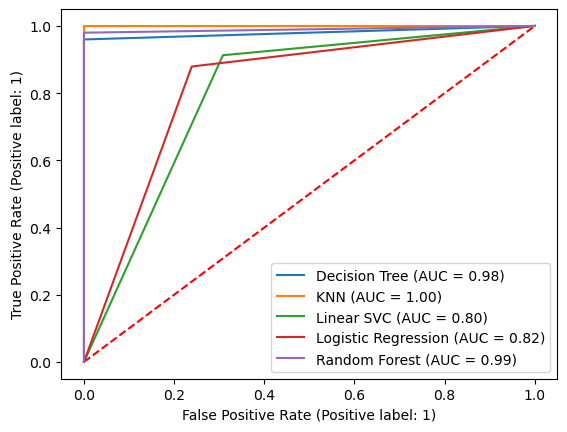 1.0
0.8
0.6
0.4
0.2
0.0
True Positive Rate (Positive label: 1)
Decision Tree (AUC = 0.98)
KNN (AUC = 1.00)
Linear SVC (AUC = 0.80)
Logistic Regression (AUC = 0.82)
Random Forest (AUC = 0.99)
0.0 0.2 0.4 0.6 0.8 1.0
False Positive Rate (Positive label: 1)